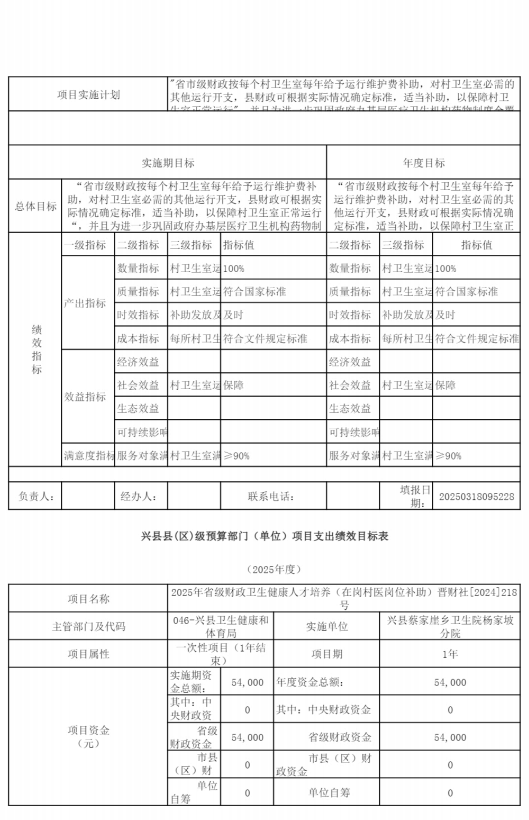 项目实施计划
"省市级财政按每个村卫生室每年给予运行维护费补助，对村卫生室必需的
其他运行开支，县财政可根据实际情况确定标准，适当补助，以保障村卫
生室正常运行"，并且为进一步巩固政府办基层医疗卫生机构药物制度全覆
实施期目标 年度目标
总体目标
"省市级财政按每个村卫生室每年给予运行维护费补
助，对村卫生室必需的其他运行开支，县财政可根据实
际情况确定标准，适当补助，以保障村卫生室正常运行
"，并且为进一步巩固政府办基层医疗卫生机构药物制
"省市级财政按每个村卫生室每年给予运行维护费补
助，对村卫生室必需的其他运行开支，县财政可根据
实际情况确定标准，适当补助，以保障村卫生室正
绩效指标
一级指标 二级指标 三级指标 指标值 二级指标 三级指标 指标值
产出指标
数量指标 村卫生室运 100% 数量指标 村卫生室运 100%
质量指标 村卫生室运 符合国家标准 质量指标 村卫生室运 符合国家标准
时效指标 补助发放及 及时 时效指标 补助发放及 及时
成本指标 每所村卫生 符合文件规定标准 成本指标 每所村卫生 符合文件规定标准
效益指标
经济效益 经济效益
社会效益 村卫生室运 保障 社会效益 村卫生室运 保障
生态效益 生态效益
可持续影响 可持续影响
满意度指标 服务对象满 村卫生室满 ≥90% 服务对象满 村卫生室满 ≥90%
负责人： 经办人： 联系电话： 填报日
期： 20250318095228
兴县县(区)级预算部门（单位）项目支出绩效目标表
（2025年度）
项目名称 2025年省级财政卫生健康人才培养（在岗村医岗位补助）晋财社[2024]218
号
主管部门及代码 046-兴县卫生健康和
体育局 实施单位 兴县蔡家崖乡卫生院杨家坡
分院
项目属性 一次性项目（1年结
束） 项目期 1年
项目资金
（元）
实施期资
金总额： 54,000 年度资金总额： 54,000
其中：中
央财政资 0 其中：中央财政资金 0
省级
财政资金 54,000 省级财政资金 54,000
市县
（区）财 0 市县（区）财
政资金 0
单位
自筹 0 单位自筹 0